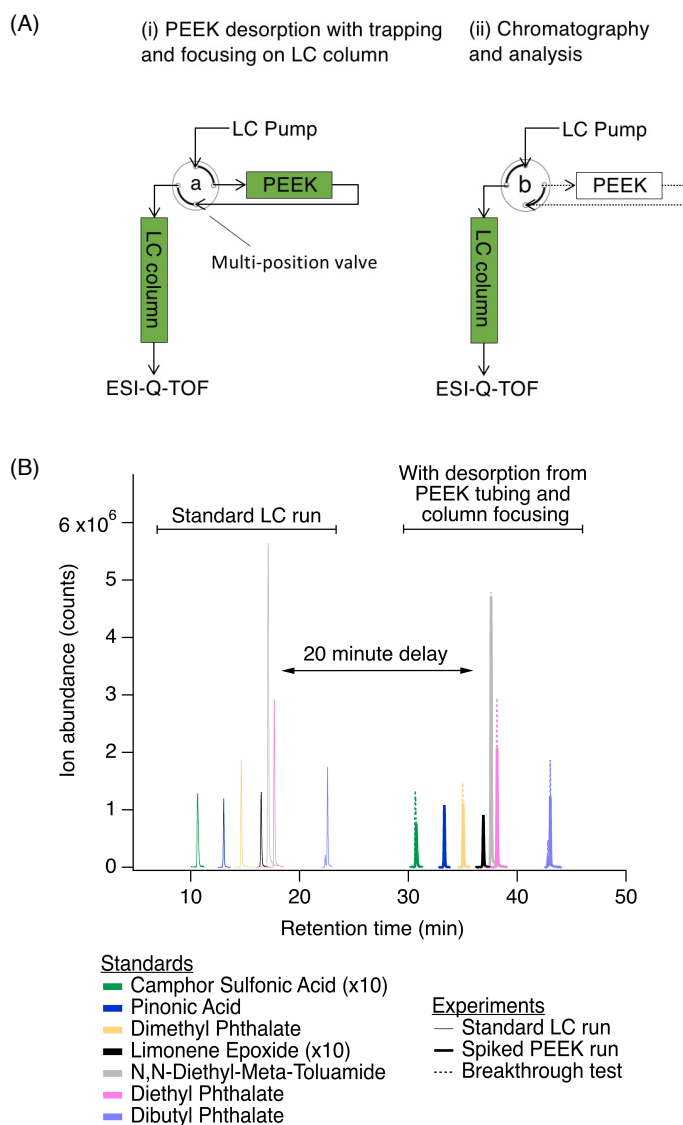 (A)
(i) PEEK desorption with trapping
and focusing on LC column
(ii) Chromatography
and analysis
LC Pump
a
PEEK
LC column
Multi-position valve
ESI-Q-TOF
LC Pump
b
PEEK
LC column
ESI-Q-TOF
(B)
With desorption from
PEEK tubing and
column focusing
Standard LC run
20 minute delay
Ion abundance (counts)
6 x10⁶
5
4
3
2
1
0
10
20
30
40
50
Retention time (min)
Standards
Camphor Sulfonic Acid (x10)
Pinonic Acid
Dimethyl Phthalate
Limonene Epoxide (x10)
N,N-Diethyl-Meta-Toluamide
Diethyl Phthalate
Dibutyl Phthalate
Experiments
Standard LC run
Spiked PEEK run
Breakthrough test